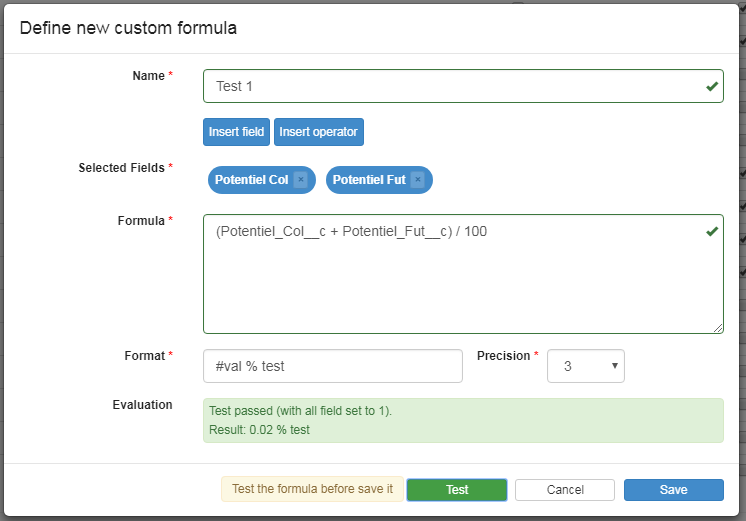 Define new custom formula
Name *
Test 1
Insert field Insert operator
Selected Fields *
Potentiel Col × Potentiel Fut ×
Formula *
(Potentiel_Col__c + Potentiel_Fut__c) / 100
Format * #val % test Precision * 3
Evaluation
Test passed (with all field set to 1).
Result: 0.02 % test
Test the formula before save it Test Cancel Save